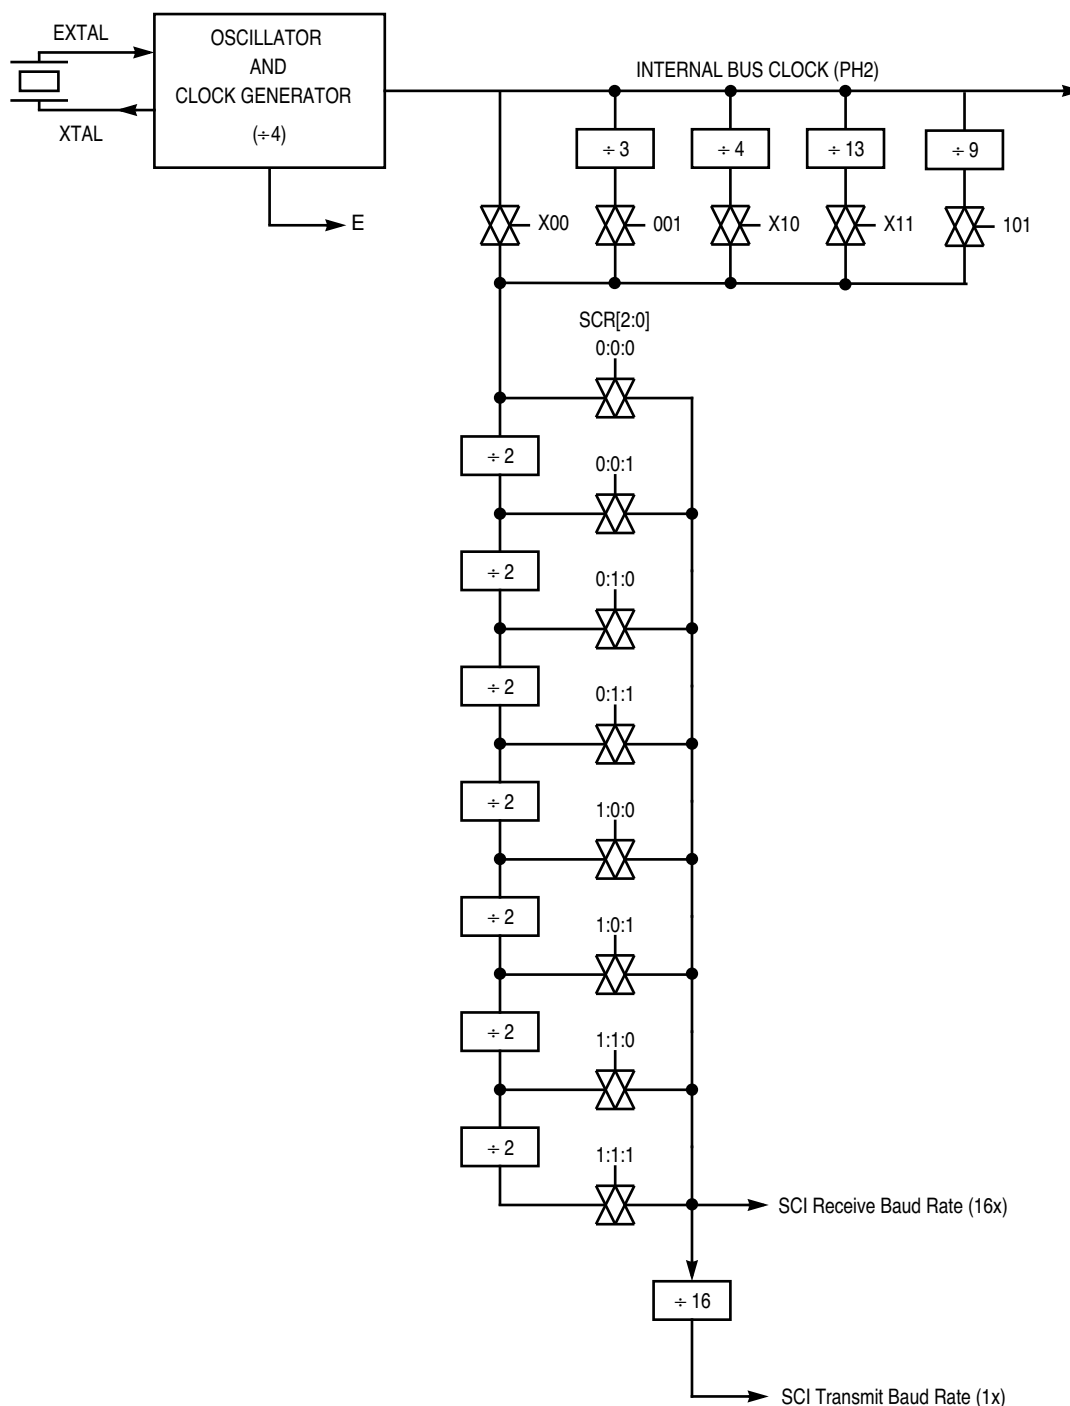 EXTAL
XTAL
OSCILLATOR
AND
CLOCK GENERATOR
(÷4)
E
INTERNAL BUS CLOCK (PH2)
÷ 3
÷ 4
÷ 13
÷ 9
X00
001
X10
X11
101
SCR[2:0]
0:0:0
÷ 2
0:0:1
÷ 2
0:1:0
÷ 2
0:1:1
÷ 2
1:0:0
÷ 2
1:0:1
÷ 2
1:1:0
÷ 2
1:1:1
SCI Receive Baud Rate (16x)
÷ 16
SCI Transmit Baud Rate (1x)